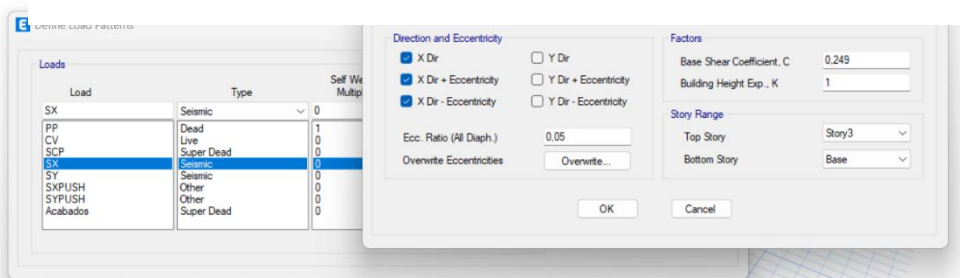 E Define Load Patterns
Loads
Load
Type
Self We
Multip
SX
Seismic
0
PP Dead 1
CV Live 0
SCP Super Dead 0
SX Seismic 0
SY Seismic 0
SXPUSH Other 0
SYPUSH Other 0
Acabados Super Dead 0
Direction and Eccentricity
X Dir Y Dir
X Dir + Eccentricity Y Dir + Eccentricity
X Dir - Eccentricity Y Dir - Eccentricity
Ecc. Ratio (All Diaph.) 0,05
Overwrite Eccentricities Overwrite...
Factors
Base Shear Coefficient, C 0,249
Building Height Exp., K 1
Story Range
Top Story Story3
Bottom Story Base
OK Cancel